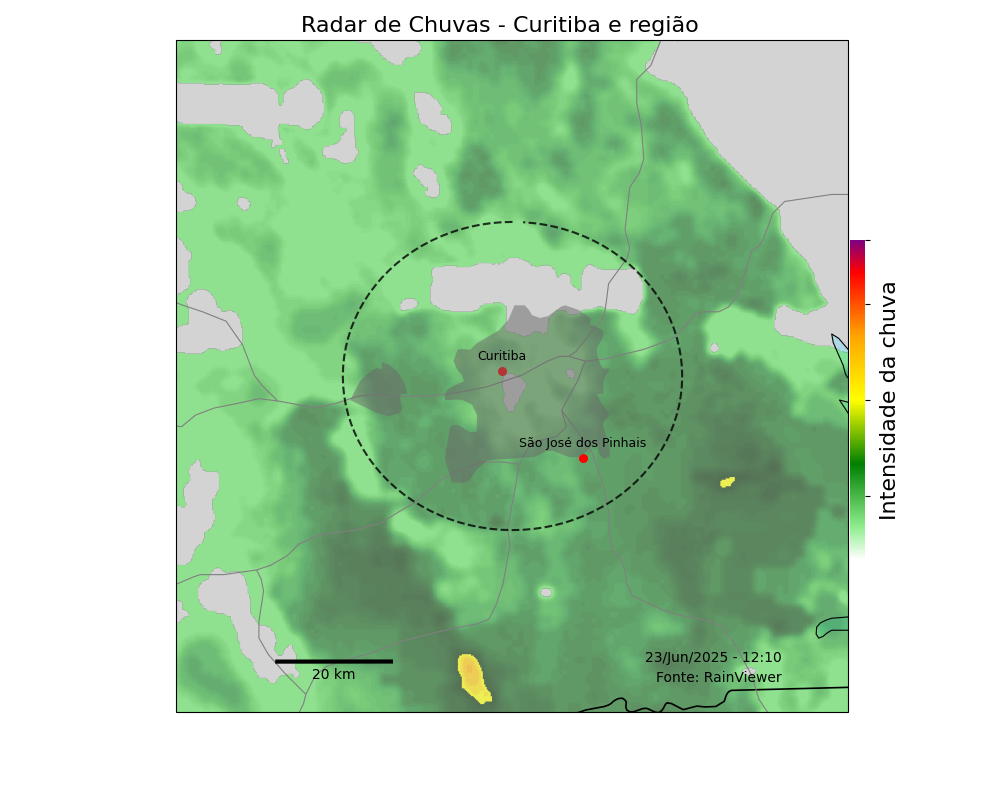 Radar de Chuvas - Curitiba e região
Curitiba
São José dos Pinhais
Intensidade da chuva
23/Jun/2025 - 12:10
Fonte: RainViewer
20 km